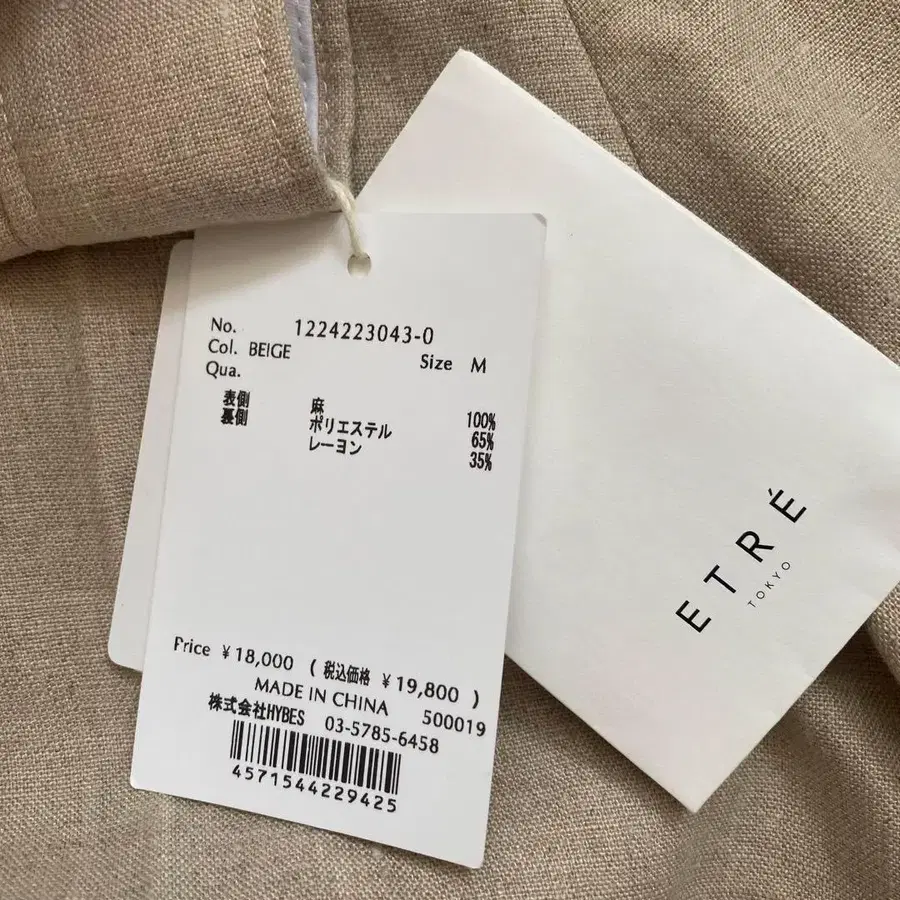 No. 1224223043-0
Col. BEIGE Size M
Qua.
表側 麻 100%
裏側 ポリエステル 65%
レーヨン 35%
Price ¥18,000 ( 税込価格 ¥19,800 )
MADE IN CHINA 500019
株式会社HYBES 03-5785-6458
4571544229425
ETRÉ
TOKYO